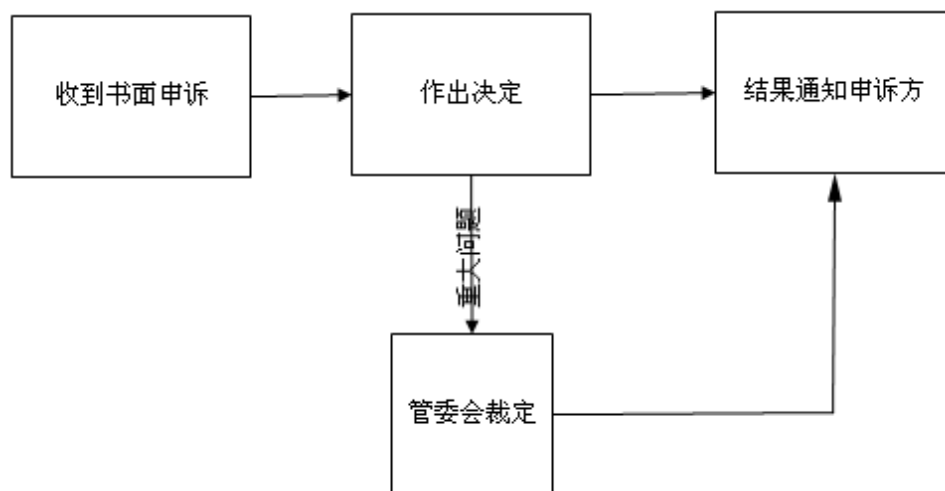 收到书面申诉
作出决定
结果通知申诉方
重大问题
管委会裁定